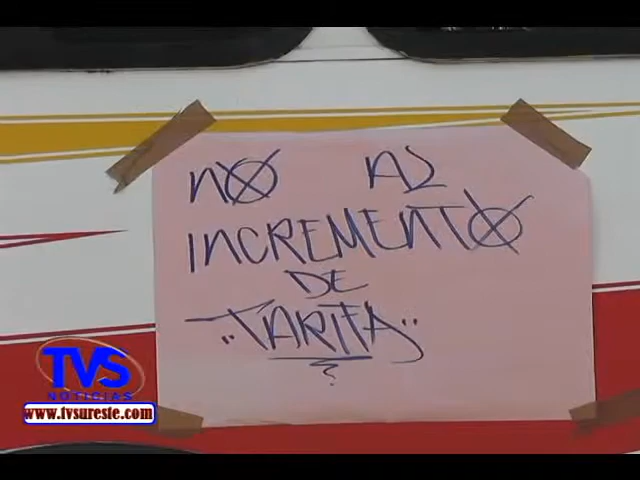 NO AL
INCREMENTO
DE
"TARIFA"
TVS
NOTICIAS
www.tvsureste.com